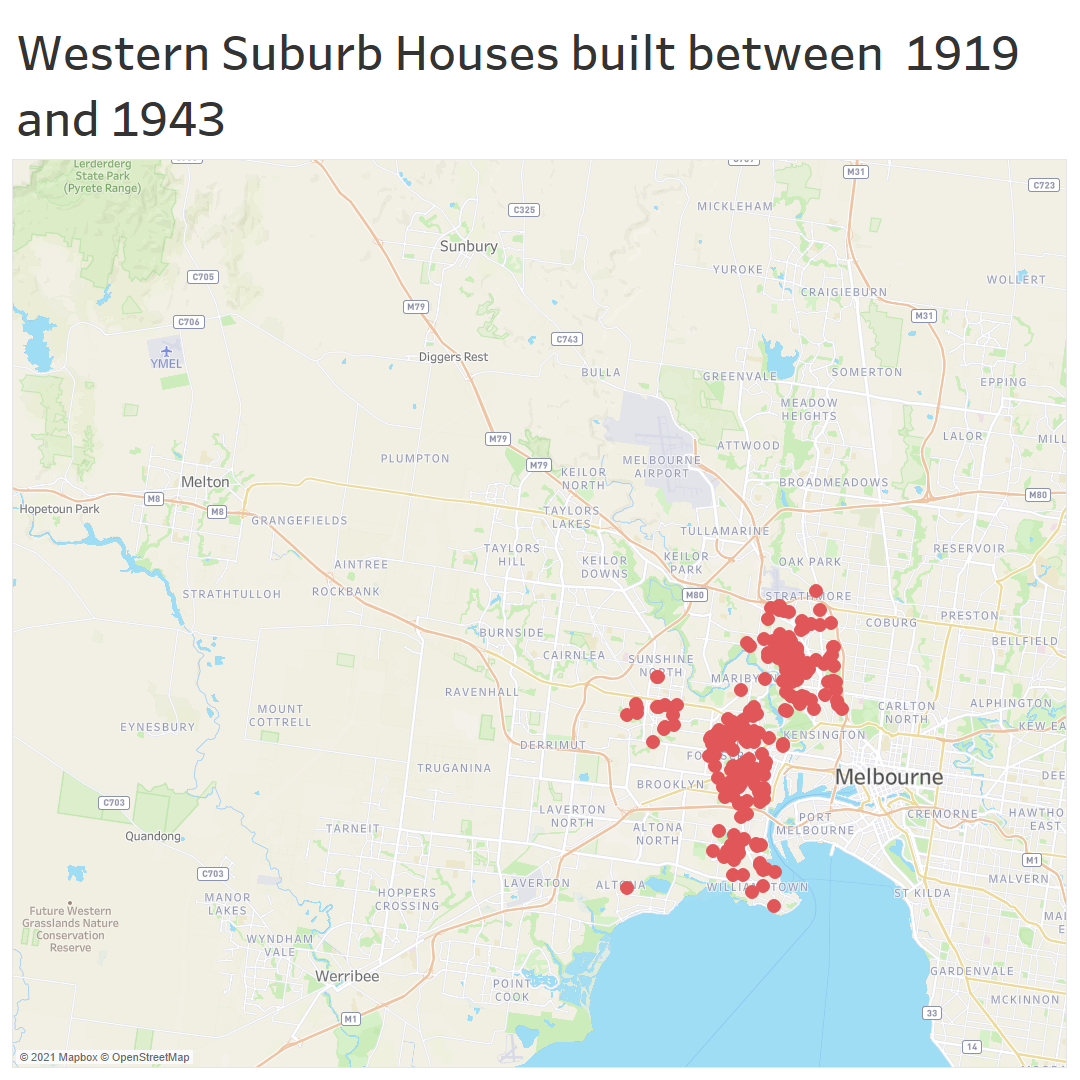 Western Suburb Houses built between 1919
and 1943
Lerderderg
State Park
(Pyrete Range)
M31
C723
C325
MICKLEHAM
Sunbury
C705
YUROKE
WOLLERT
CRAIGIEBURN
M79
C706
M31
C743
YMEL
Diggers Rest
BULLA
GREENVALE
SOMERTON
EPPING
MEADOW
HEIGHTS
M79
LALOR
MILL
ATTWOOD
PLUMPTON
M79
MELBOURNE
AIRPORT
KEILOR
NORTH
Melton
BROADMEADOWS
M8
M80
Hopetoun Park
M8
GRANGEFIELDS
TAYLORS
LAKES
TULLAMARINE
TAYLORS
HILL
RESERVOIR
AINTREE
KEILOR
DOWNS
KEILOR
PARK
OAK PARK
STRATHTULLOH
ROCKBANK
M80
STRATHMORE
PRESTON
COBURG
BURNSIDE
BELLFIELD
CAIRNLEA
SUNSHINE
NORTH
MARIBY
RAVENHALL
ALPHINGTON
CARLTON
NORTH
MOUNT
COTTRELL
EYNESBURY
KEW EA
KENSINGTON
DERRIMUT
FO
TRUGANINA
Melbourne
DEE
BROOKLYN
C703
LAVERTON
NORTH
CREMORNE
HAWTHO
EAST
PORT
MELBOURNE
TARNEIT
ALTONA
NORTH
Quandong
M1
C703
LAVERTON
ALT
NA
WILLIA
TOWN
MALVERN
HOPPERS
CROSSING
ST KILDA
MANOR
LAKES
Future Western
Grasslands Nature
Conservation
Reserve
MAL
E
WYNDHAM
VALE
Werribee
GARDENVALE
POINT
COOK
MCKINNON
M1
33
14
© 2021 Mapbox © OpenStreetMap